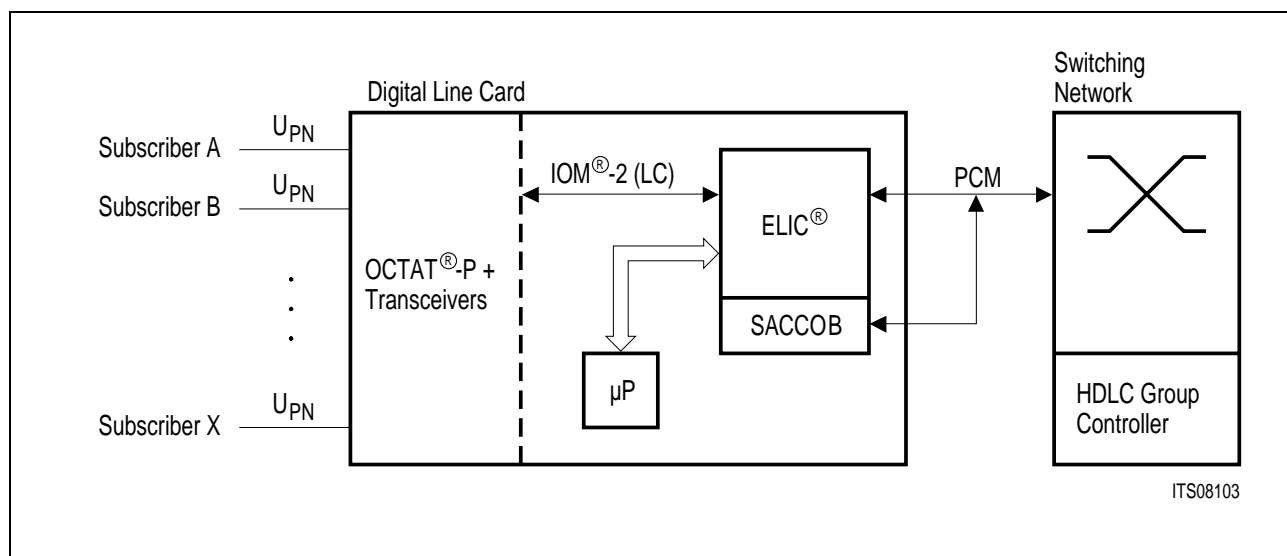 Switching
Network
Digital Line Card
Subscriber A
U_PN
Subscriber B
U_PN
.
.
.
Subscriber X
U_PN
OCTAT®-P +
Transceivers
IOM®-2 (LC)
ELIC®
SACCOB
µP
PCM
HDLC Group
Controller
ITS08103